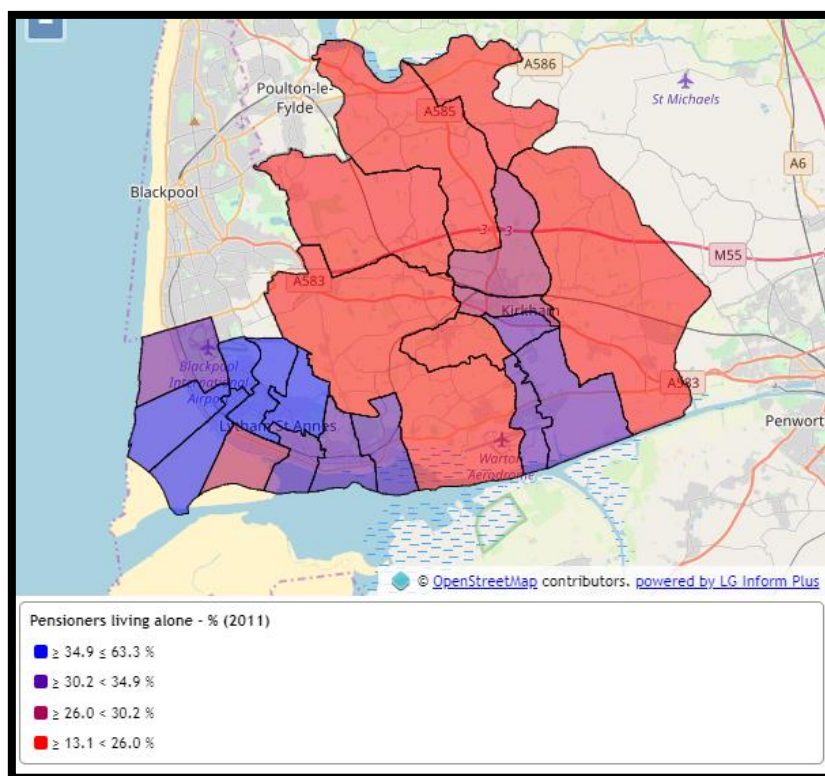 A586
Poulton-le-
Fylde
St Michaels
A585
A6
Blackpool
3
3
M55
A583
Kirkham
Blackpool
International
Airport
A583
Lytham St Annes
Penwort
Warton
Aerodrome
© OpenStreetMap contributors. powered by LG Inform Plus
Pensioners living alone - % (2011)
≥ 34.9 ≤ 63.3 %
≥ 30.2 < 34.9 %
≥ 26.0 < 30.2 %
≥ 13.1 < 26.0 %